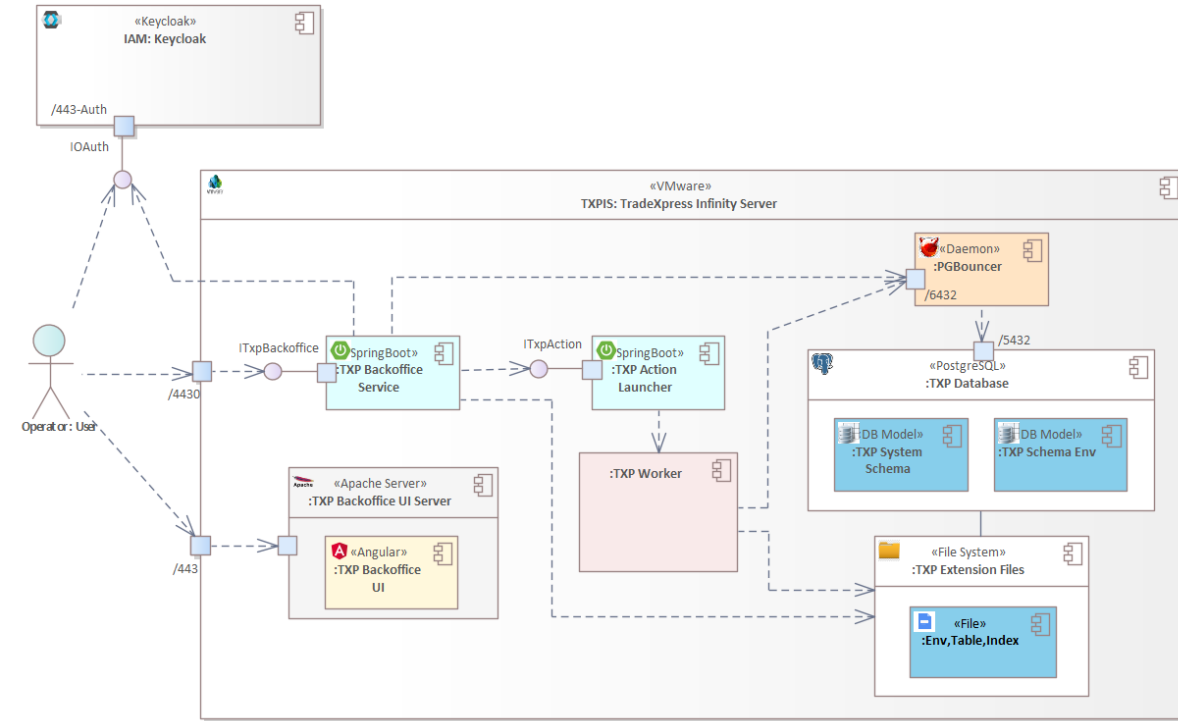 «Keycloak»
IAM: Keycloak
/443-Auth
IOAuth
«VMware»
TXPIS: TradeXpress Infinity Server
«Daemon»
:PGBouncer
/6432
/5432
ITxpBackoffice
SpringBoot»
:TXP Backoffice
Service
ITxpAction
SpringBoot»
:TXP Action
Launcher
«PostgreSQL»
:TXP Database
/4430
Operator : User
DB Model»
:TXP System
Schema
DB Model»
:TXP Schema Env
:TXP Worker
Apache
«Apache Server»
:TXP Backoffice UI Server
«Angular»
:TXP Backoffice
UI
/443
«File System»
:TXP Extension Files
«File»
:Env,Table,Index